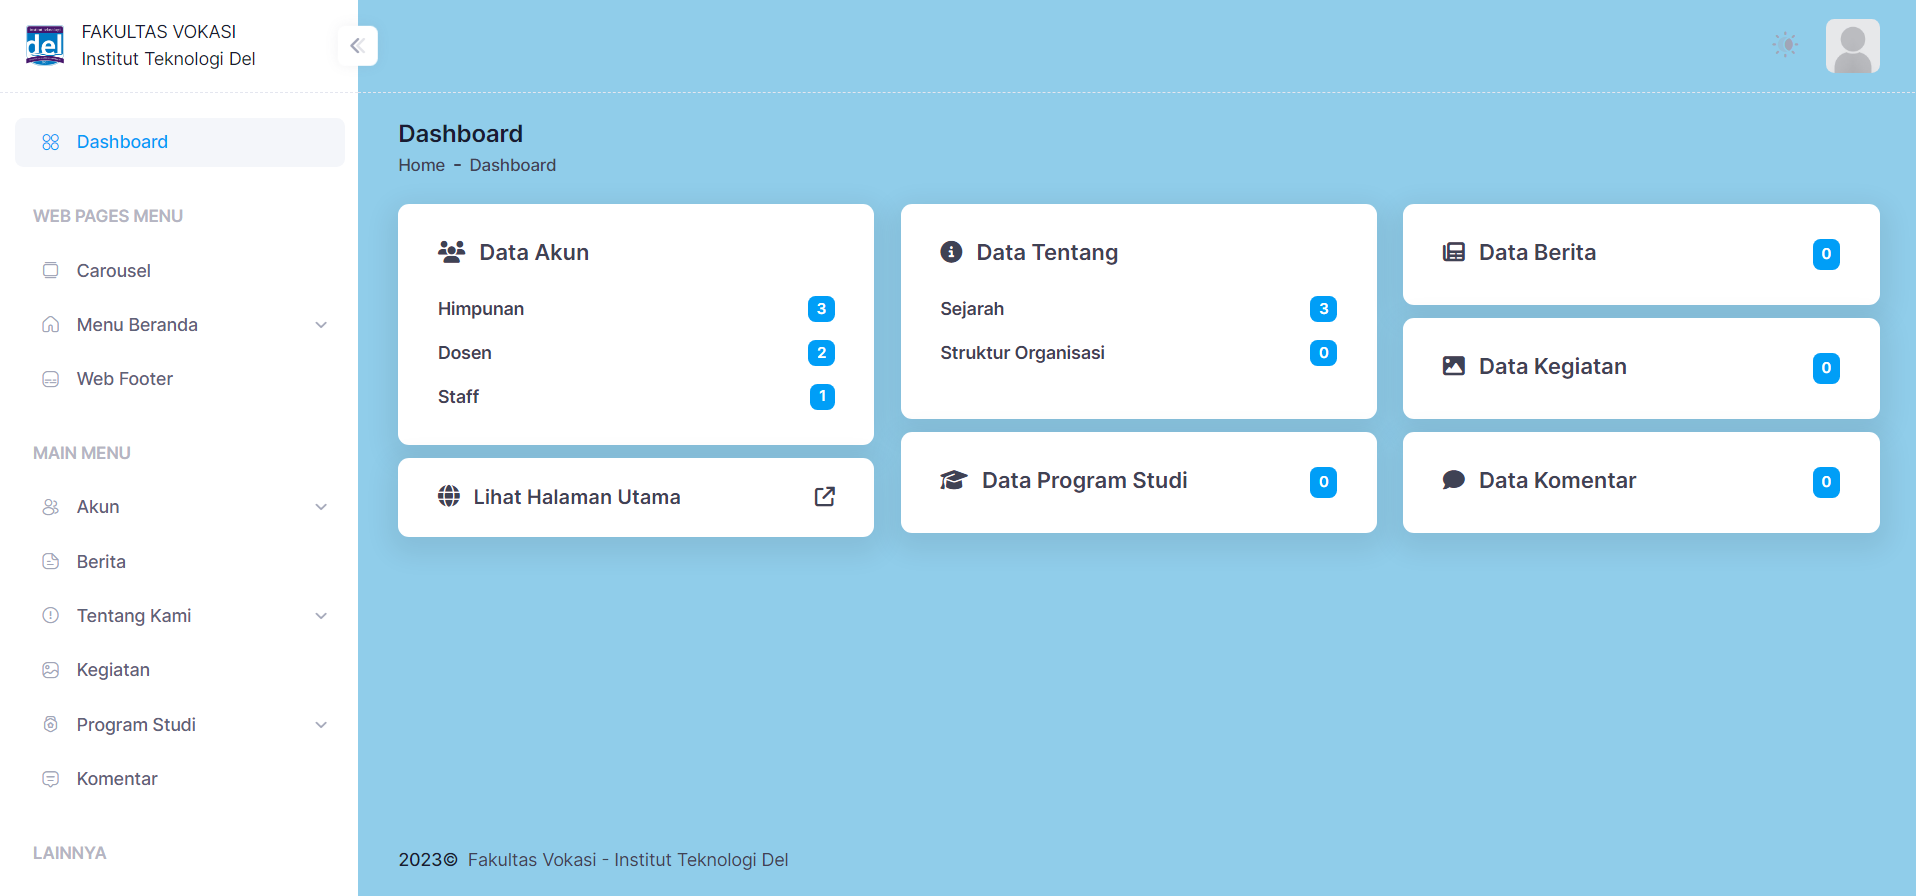 del
FAKULTAS VOKASI
Institut Teknologi Del
Dashboard
WEB PAGES MENU
Carousel
Menu Beranda
Web Footer
MAIN MENU
Akun
Berita
Tentang Kami
Kegiatan
Program Studi
Komentar
LAINNYA
Dashboard
Home - Dashboard
Data Akun
Himpunan 3
Dosen 2
Staff 1
Lihat Halaman Utama
Data Tentang
Sejarah 3
Struktur Organisasi 0
Data Program Studi 0
Data Berita 0
Data Kegiatan 0
Data Komentar 0
2023© Fakultas Vokasi - Institut Teknologi Del